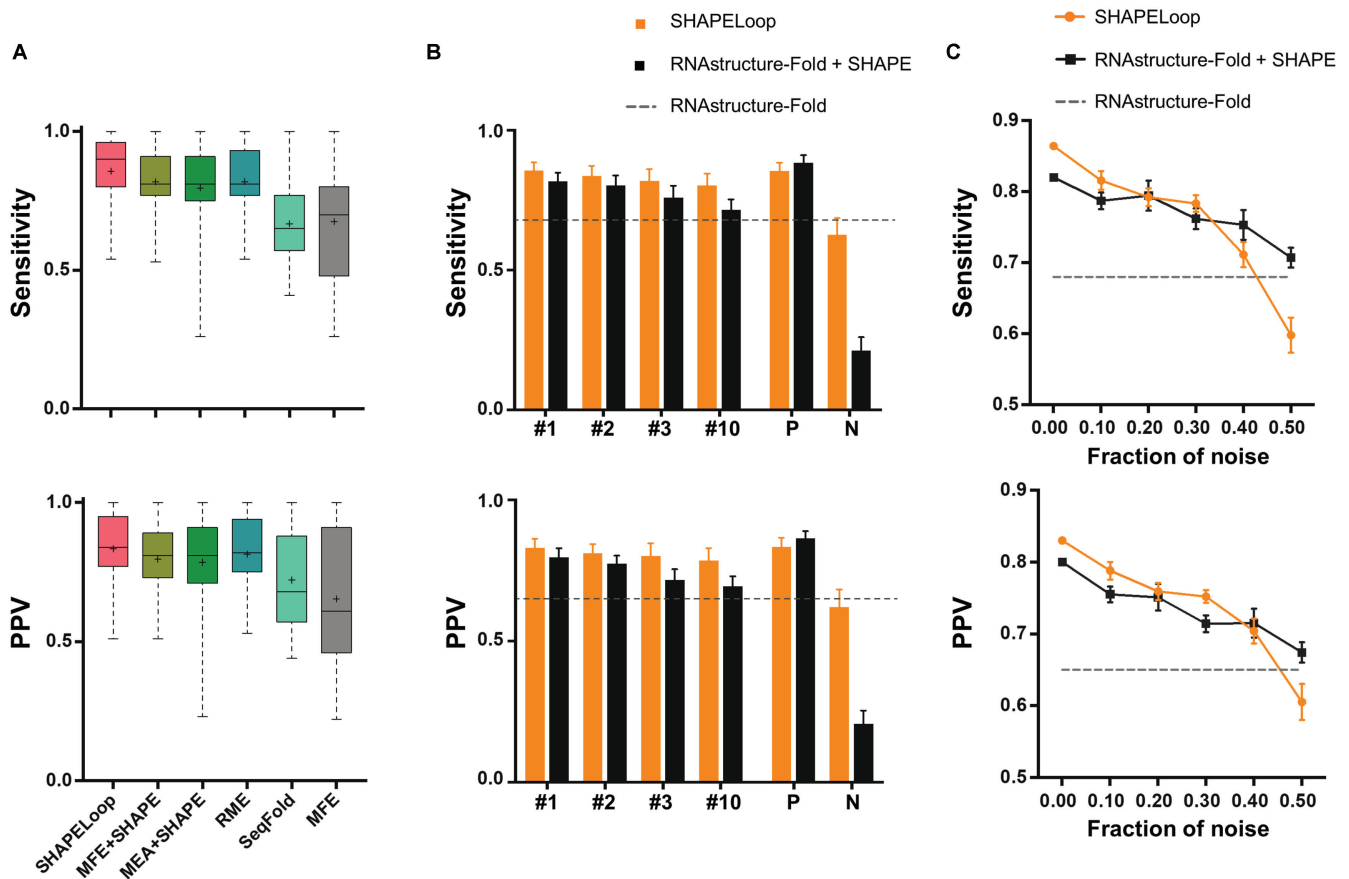 A
1.0
0.5
0.0
Sensitivity
1.0
0.5
0.0
PPV
SHAPELoop
MFE+SHAPE
MEA+SHAPE
RME
SeqFold
MFE
B
SHAPELoop
RNAstructure-Fold + SHAPE
RNAstructure-Fold
1.0
0.5
0.0
Sensitivity
#1 #2 #3 #10 P N
1.0
0.5
0.0
PPV
#1 #2 #3 #10 P N
C
SHAPELoop
RNAstructure-Fold + SHAPE
RNAstructure-Fold
0.9
0.8
0.7
0.6
0.5
Sensitivity
0.00 0.10 0.20 0.30 0.40 0.50
Fraction of noise
0.9
0.8
0.7
0.6
0.5
PPV
0.00 0.10 0.20 0.30 0.40 0.50
Fraction of noise